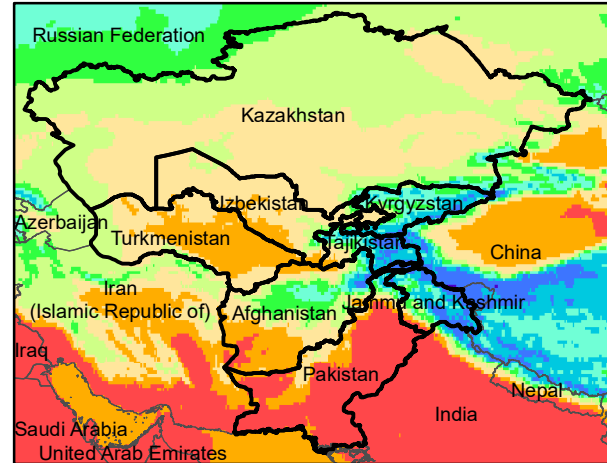 Russian Federation
Kazakhstan
Uzbekistan
Kyrgyzstan
Azerbaijan
Turkmenistan
Tajikistan
China
Iran
(Islamic Republic of)
Afghanistan
Jammu and Kashmir
Iraq
Pakistan
Nepal
India
Saudi Arabia
United Arab Emirates